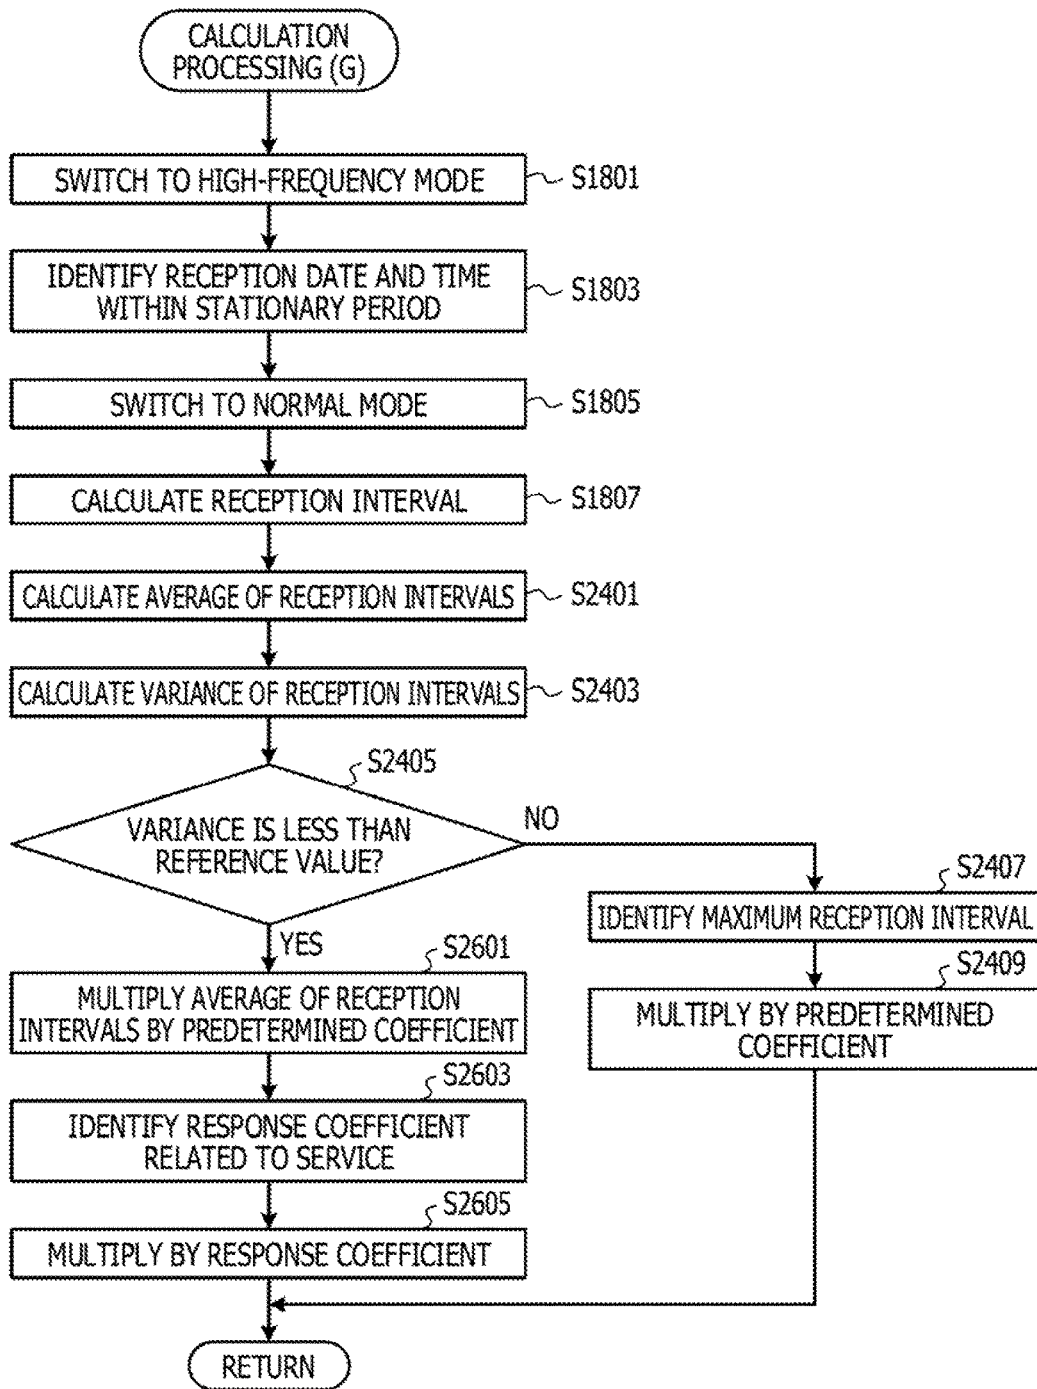 CALCULATION
PROCESSING (G)
SWITCH TO HIGH-FREQUENCY MODE
S1801
IDENTIFY RECEPTION DATE AND TIME
WITHIN STATIONARY PERIOD
S1803
SWITCH TO NORMAL MODE
S1805
CALCULATE RECEPTION INTERVAL
S1807
CALCULATE AVERAGE OF RECEPTION INTERVALS
S2401
CALCULATE VARIANCE OF RECEPTION INTERVALS
S2403
S2405
VARIANCE IS LESS THAN
REFERENCE VALUE?
NO
YES
S2407
IDENTIFY MAXIMUM RECEPTION INTERVAL
S2409
MULTIPLY BY PREDETERMINED
COEFFICIENT
S2601
MULTIPLY AVERAGE OF RECEPTION
INTERVALS BY PREDETERMINED COEFFICIENT
S2603
IDENTIFY RESPONSE COEFFICIENT
RELATED TO SERVICE
S2605
MULTIPLY BY RESPONSE COEFFICIENT
RETURN